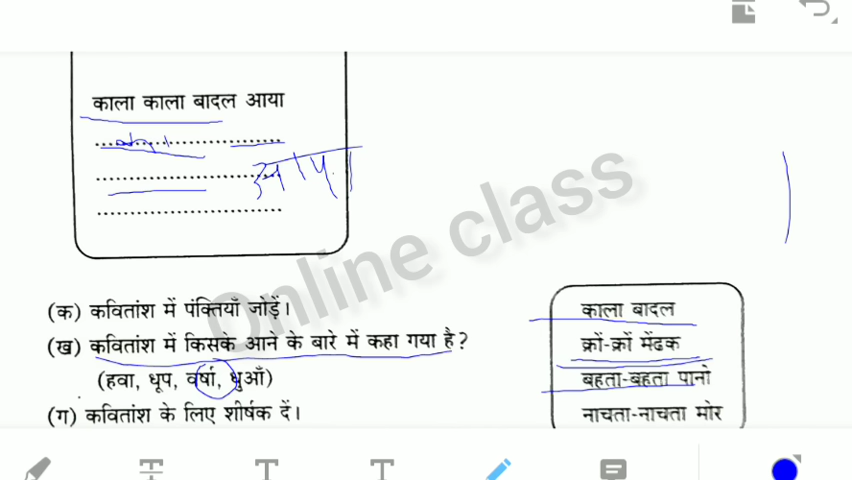 काला काला बादल आया
..................................
आया
..................................
..................................
Online class
(क) कवितांश में पंक्तियाँ जोड़ें।
(ख) कवितांश में किसके आने के बारे में कहा गया है?
(हवा, धूप, वर्षा, धुआँ)
(ग) कवितांश के लिए शीर्षक दें।
काला बादल
क्रों-क्रों मेंढक
बहता-बहता पानी
नाचता-नाचता मोर